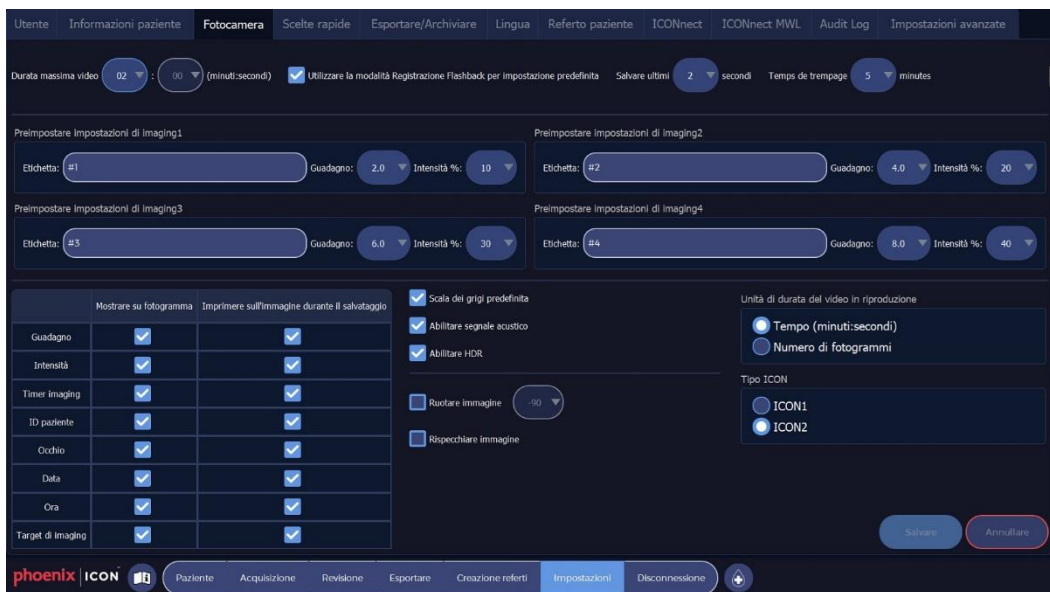 Utente Informazioni paziente Fotocamera Scelte rapide Esportare/Archiviare Lingua Referto paziente ICONnect ICONnect MWL Audit Log Impostazioni avanzate
Durata massima video 02 : 00 (minuti:secondi) Utilizzare la modalità Registrazione Flashback per impostazione predefinita Salvare ultimi 2 secondi Temps de trempage 5 minutes
Preimpostare impostazioni di imaging1 Preimpostare impostazioni di imaging2
Etichetta: #1 Guadagno: 2.0 Intensità %: 10 Etichetta: #2 Guadagno: 4.0 Intensità %: 20
Preimpostare impostazioni di imaging3 Preimpostare impostazioni di imaging4
Etichetta: #3 Guadagno: 6.0 Intensità %: 30 Etichetta: #4 Guadagno: 8.0 Intensità %: 40
Mostrare su fotogramma Imprimere sull'immagine durante il salvataggio
Guadagno
Intensità
Timer imaging
ID paziente
Occhio
Data
Ora
Target di imaging
Scala dei grigi predefinita
Abilitare segnale acustico
Abilitare HDR
Ruotare immagine -90
Rispecchiare immagine
Unità di durata del video in riproduzione
Tempo (minuti:secondi)
Numero di fotogrammi
Tipo ICON
ICON1
ICON2
Salvare Annullare
phoenix ICON Paziente Acquisizione Revisione Esportare Creazione referti Impostazioni Disconnessione